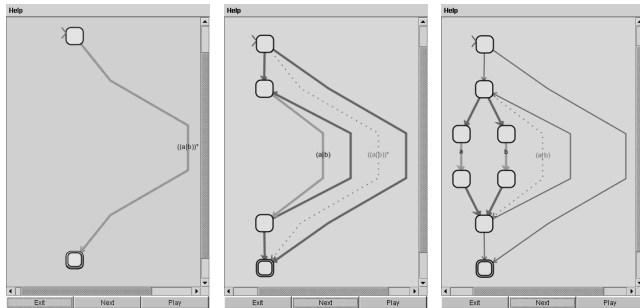 Help
((a|b))*
Exit Next Play
Help
(a|b) ((a|b))*
Exit Next Play
Help
a b (a|b)
Exit Next Play